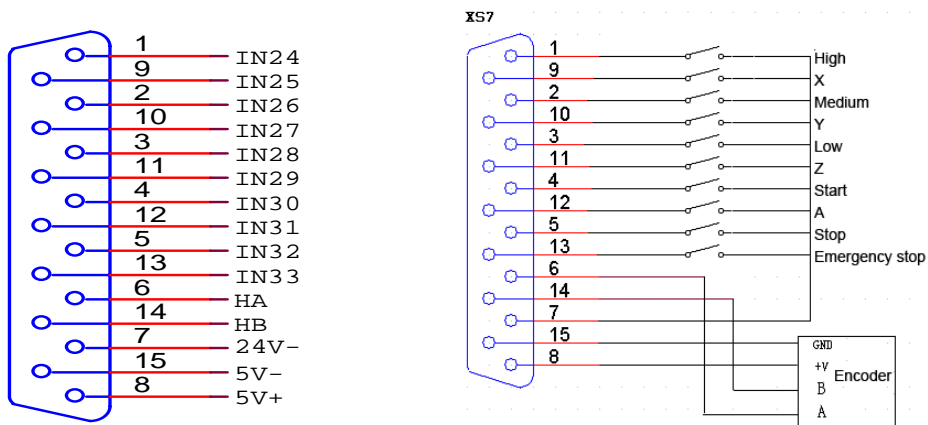 1 IN24
9 IN25
2 IN26
10 IN27
3 IN28
11 IN29
4 IN30
12 IN31
5 IN32
13 IN33
6 HA
14 HB
7 24V-
15 5V-
8 5V+
XS7
1 High
9 X
2 Medium
10 Y
3 Low
11 Z
4 Start
12 A
5 Stop
13 Emergency stop
6
14
7
15 GND
8 +V
Encoder
B
A